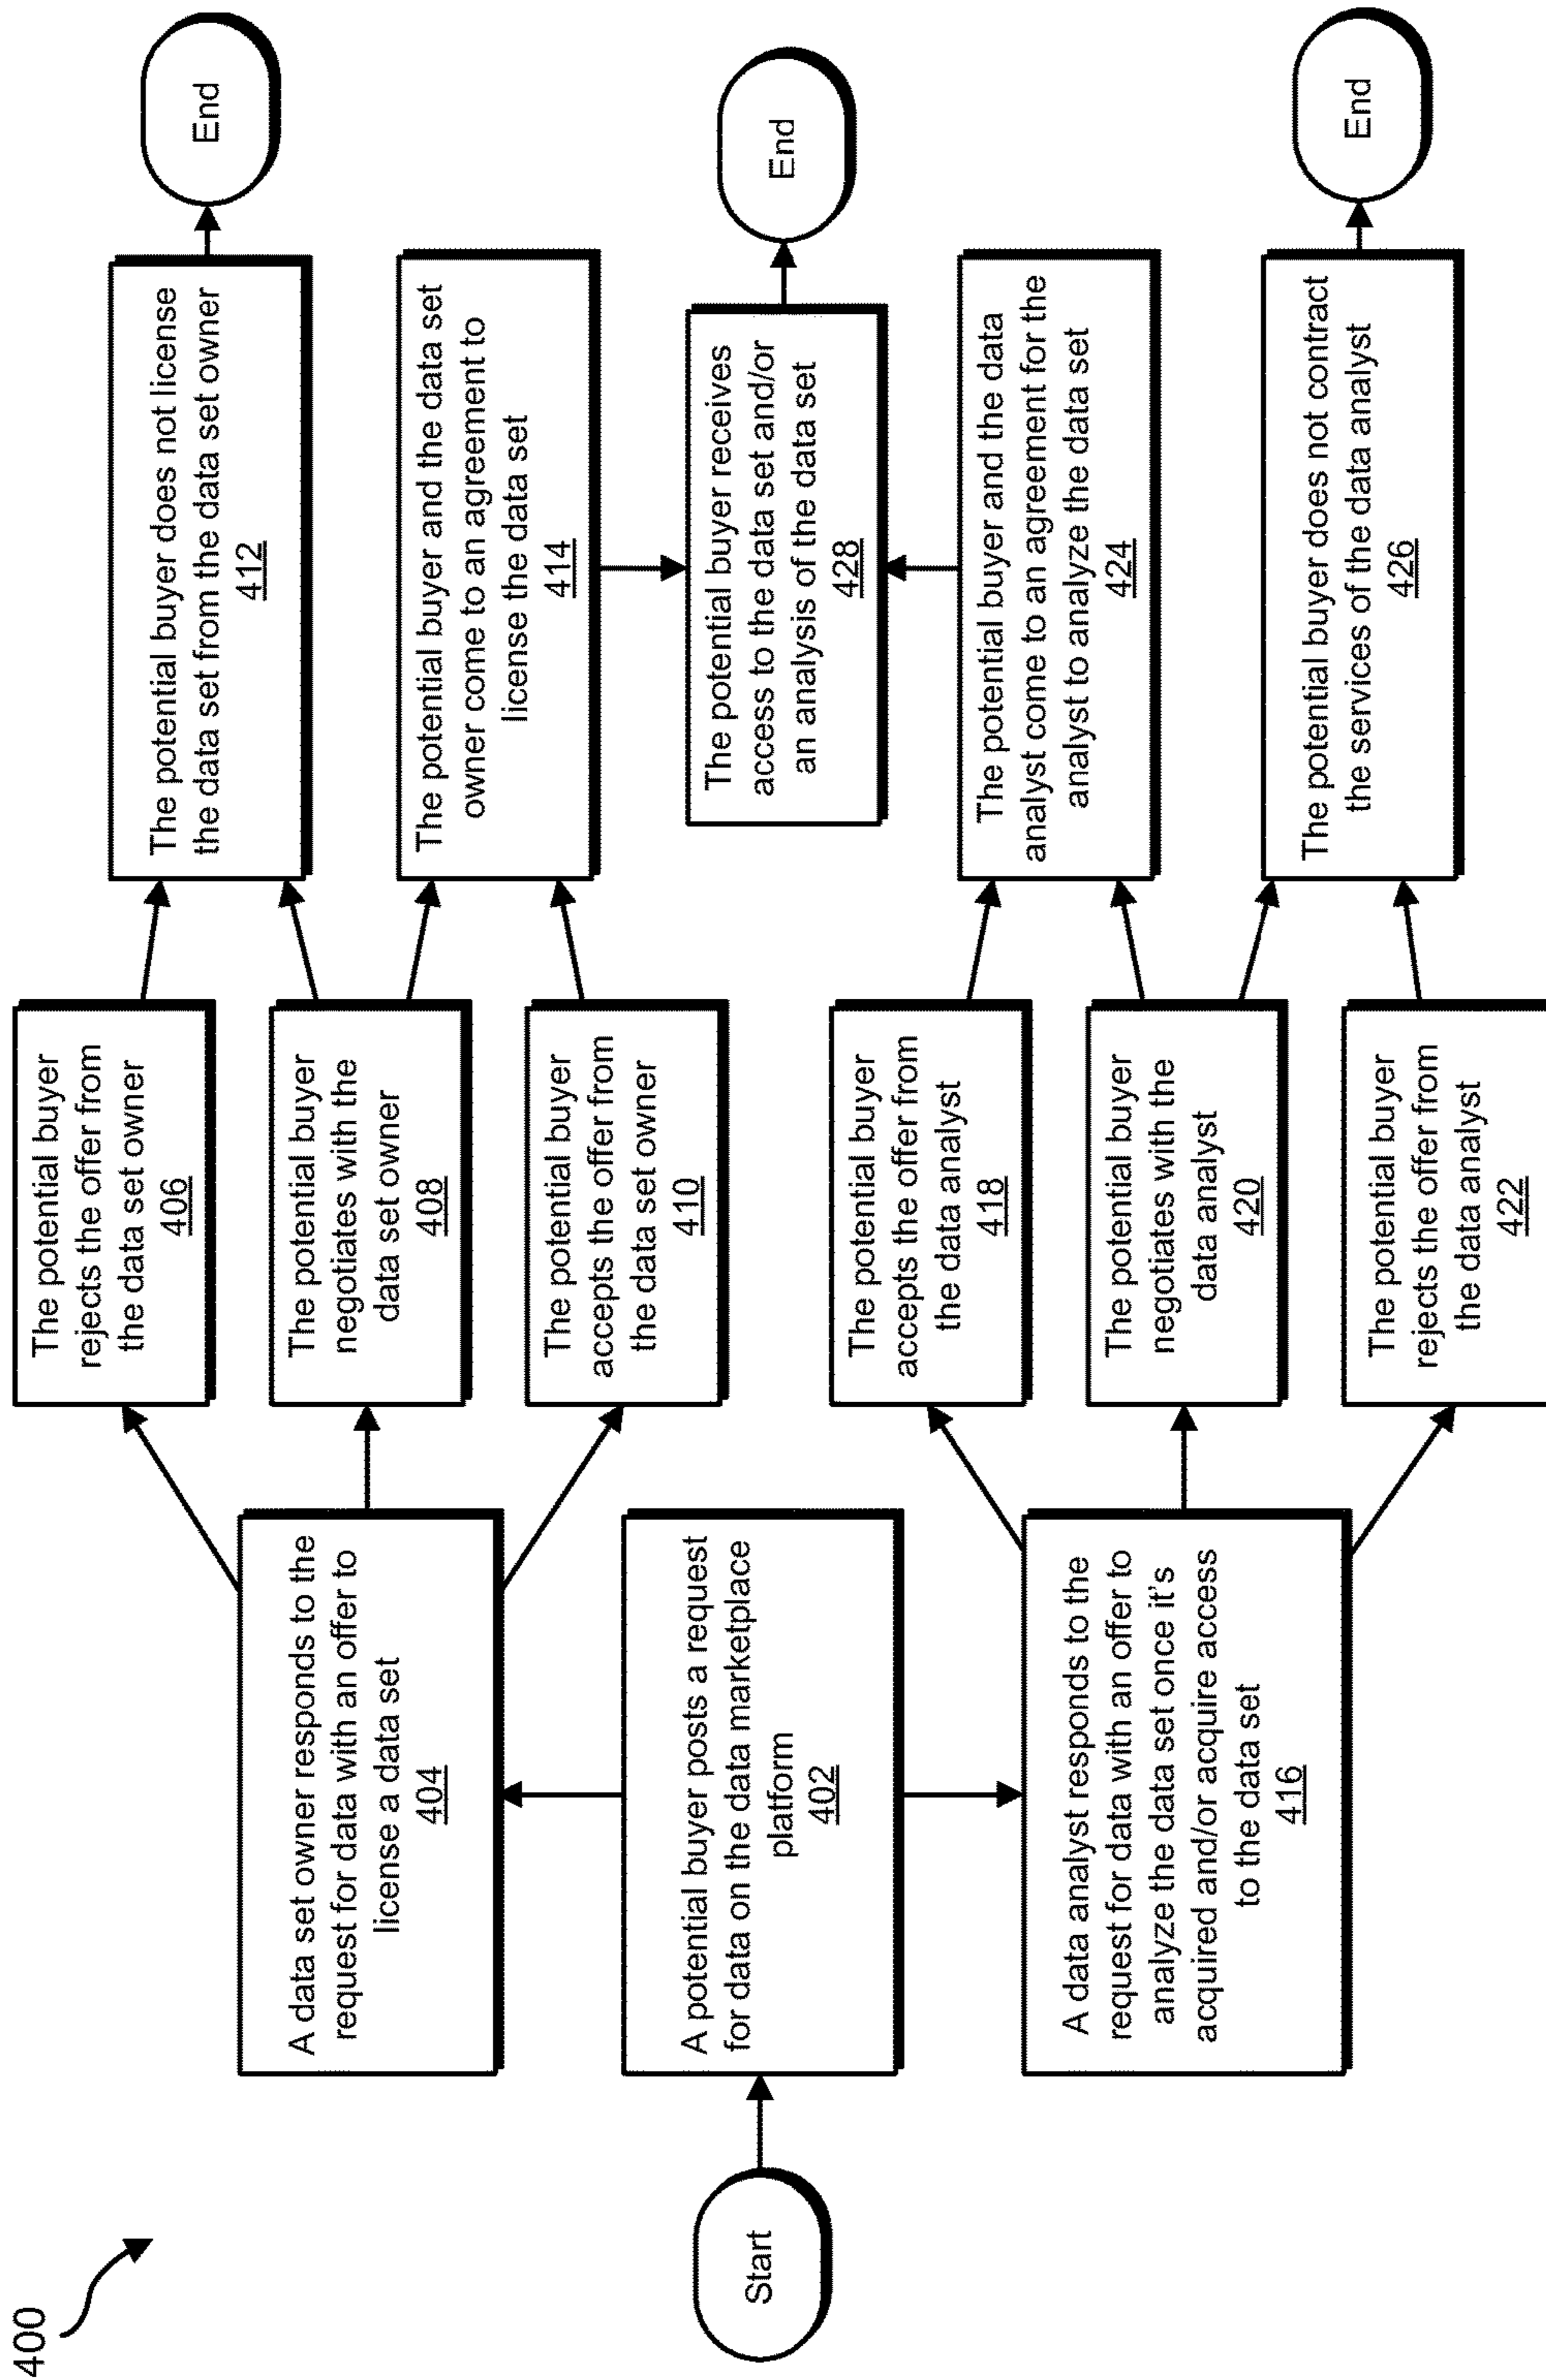 400
Start
A potential buyer posts a request
for data on the data marketplace
platform
402
A data set owner responds to the
request for data with an offer to
license a data set
404
The potential buyer
rejects the offer from
the data set owner
406
The potential buyer
negotiates with the
data set owner
408
The potential buyer
accepts the offer from
the data set owner
410
The potential buyer does not license
the data set from the data set owner
412
End
The potential buyer and the data set
owner come to an agreement to
license the data set
414
A data analyst responds to the
request for data with an offer to
analyze the data set once it's
acquired and/or acquire access
to the data set
416
The potential buyer
accepts the offer from
the data analyst
418
The potential buyer
negotiates with the
data analyst
420
The potential buyer
rejects the offer from
the data analyst
422
The potential buyer and the data
analyst come to an agreement for the
analyst to analyze the data set
424
The potential buyer does not contract
the services of the data analyst
426
End
The potential buyer receives
access to the data set and/or
an analysis of the data set
428
End